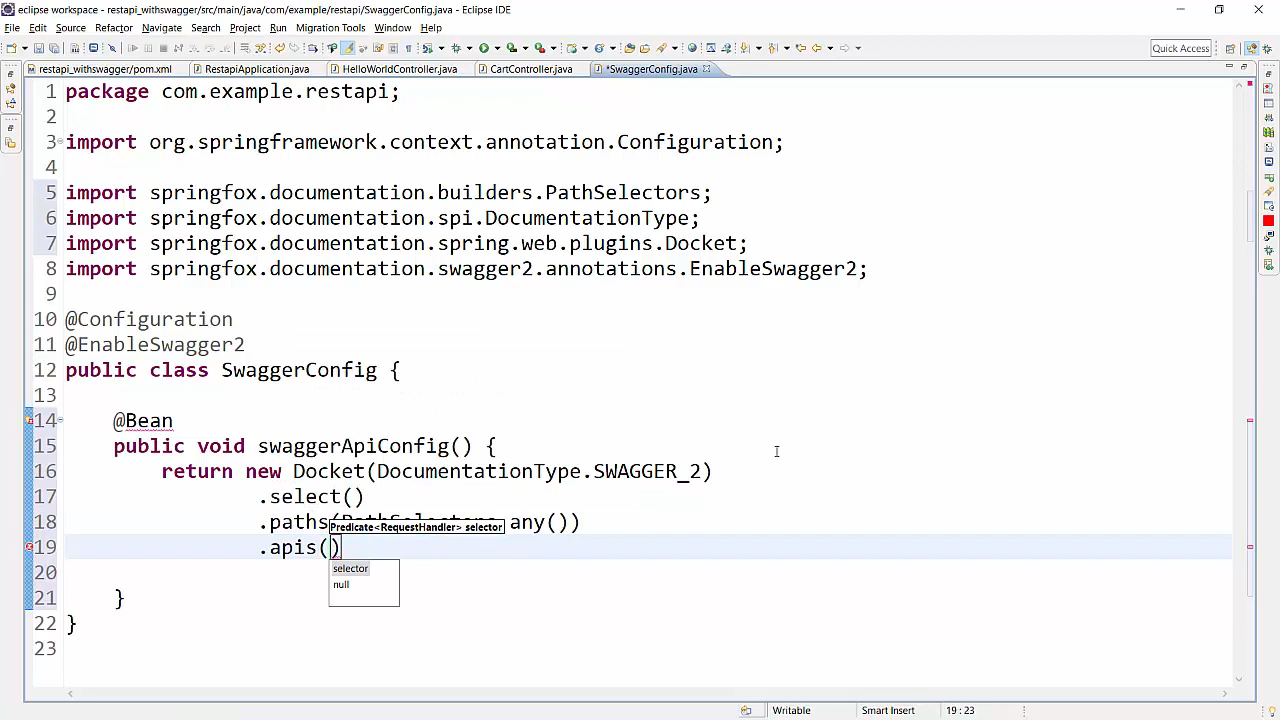 eclipse workspace - restapi_withswagger/src/main/java/com/example/restapi/SwaggerConfig.java - Eclipse IDE
File Edit Source Refactor Navigate Search Project Run Migration Tools Window Help
Quick Access
restapi_withswagger/pom.xml RestapiApplication.java HelloWorldController.java CartController.java *SwaggerConfig.java
1 package com.example.restapi;
2
3 import org.springframework.context.annotation.Configuration;
4
5 import springfox.documentation.builders.PathSelectors;
6 import springfox.documentation.spi.DocumentationType;
7 import springfox.documentation.spring.web.plugins.Docket;
8 import springfox.documentation.swagger2.annotations.EnableSwagger2;
9
10 @Configuration
11 @EnableSwagger2
12 public class SwaggerConfig {
13
14 @Bean
15 public void swaggerApiConfig() {
16 return new Docket(DocumentationType.SWAGGER_2)
17 .select()
18 .paths( any())
Predicate<RequestHandler> selector
19 .apis()
selector
20
null
21 }
22 }
23
Writable Smart Insert 19 : 23